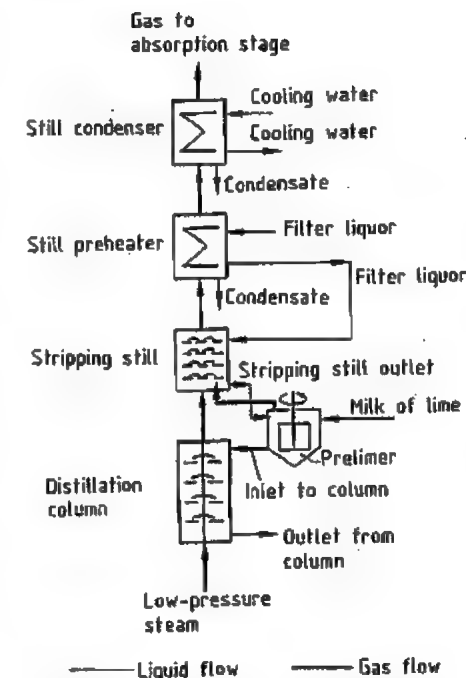 Gas to
absorption stage
Cooling water
Still condenser
Cooling water
Condensate
Still preheater
Filter liquor
Filter liquor
Condensate
Stripping still
Stripping still outlet
Milk of lime
Prelimer
Distillation
column
Inlet to column
Outlet from
column
Low-pressure
steam
Liquid flow
Gas flow